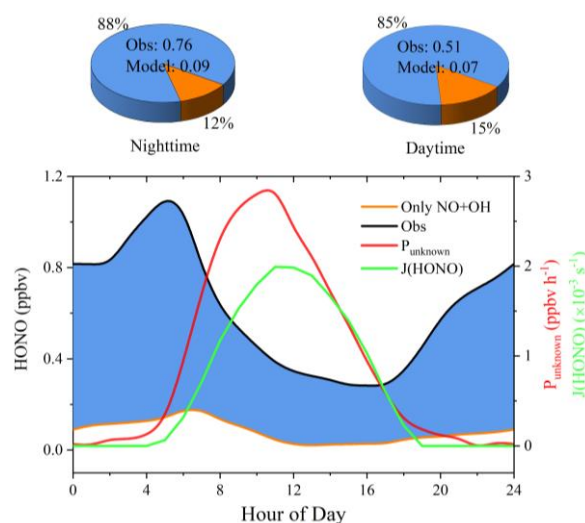 88%
Obs: 0.76
Model: 0.09
12%
Nighttime
85%
Obs: 0.51
Model: 0.07
15%
Daytime
1.2
0.8
0.4
0.0
HONO (ppbv)
Only NO+OH
Obs
P_unknown
J(HONO)
3
2
1
0
P_unknown (ppbv h⁻¹)
J(HONO) (×10⁻³ s⁻¹)
0 4 8 12 16 20 24
Hour of Day